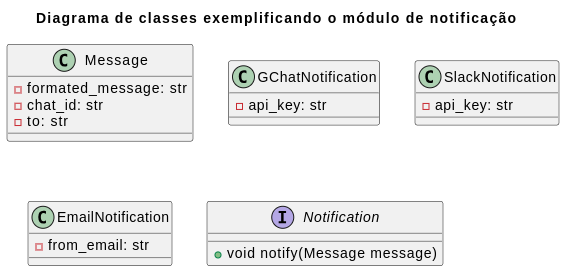 Diagrama de classes exemplificando o módulo de notificação
C Message
formated_message: str
chat_id: str
to: str
C GChatNotification
api_key: str
C SlackNotification
api_key: str
C EmailNotification
from_email: str
I Notification
void notify(Message message)